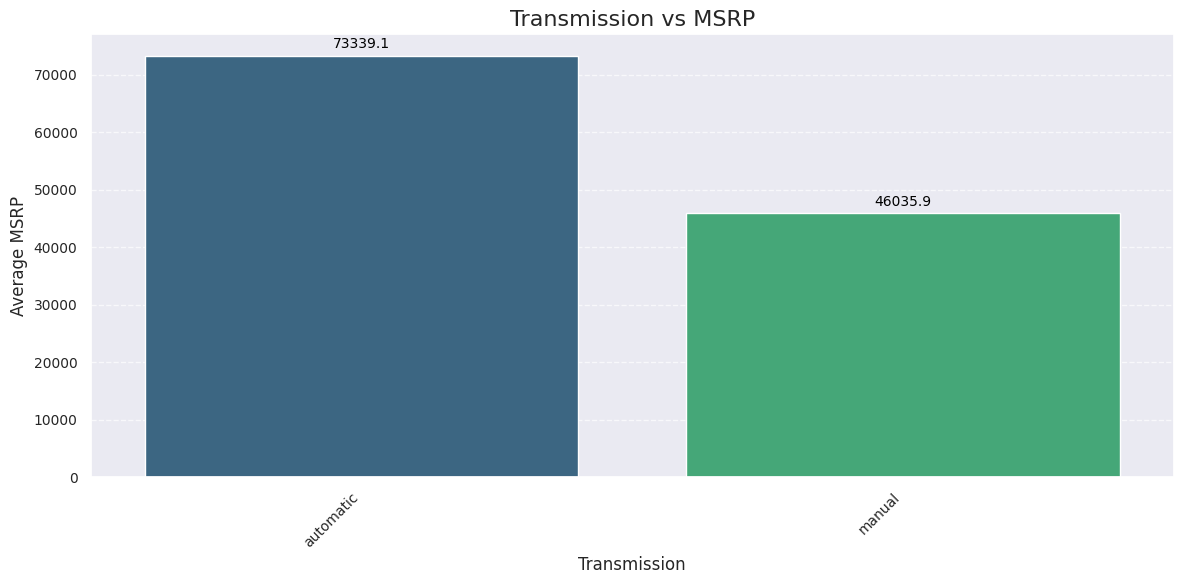 Transmission vs MSRP
73339.1
46035.9
Average MSRP
70000
60000
50000
40000
30000
20000
10000
0
automatic
manual
Transmission